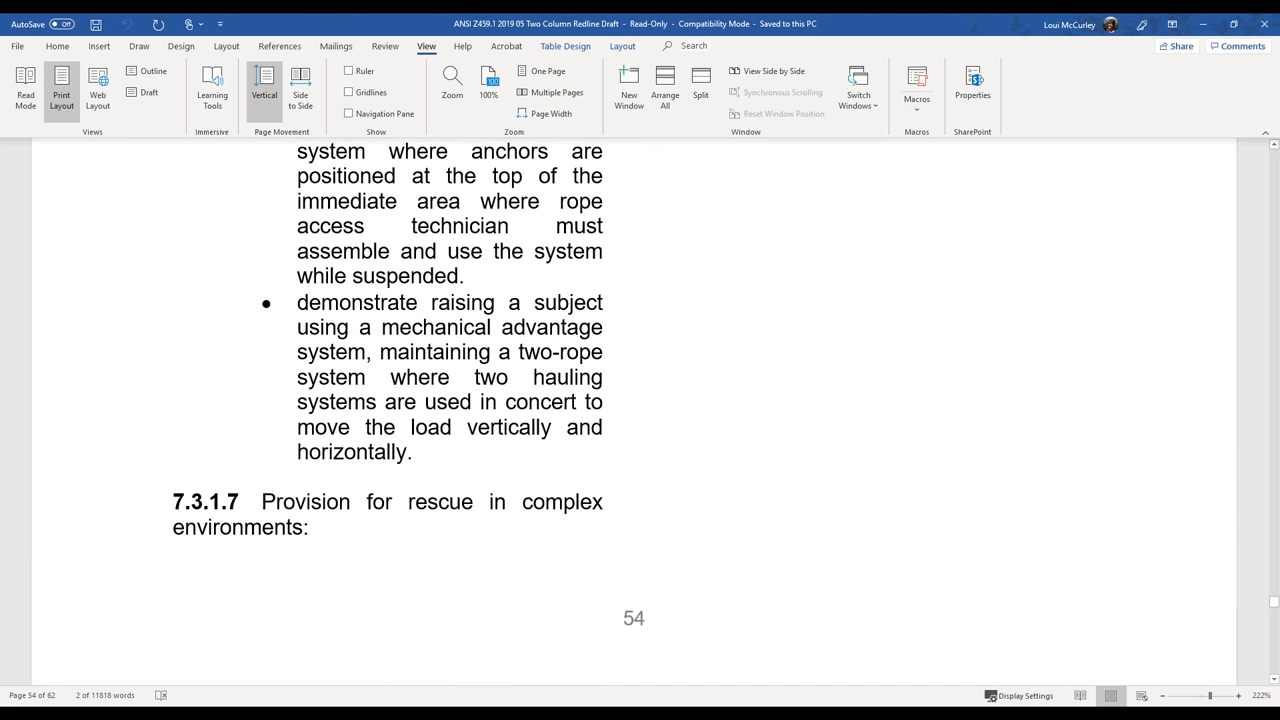 AutoSave Off
ANSI Z459.1 2019 05 Two Column Redline Draft - Read-Only - Compatibility Mode - Saved to this PC
Loui McCurley
File Home Insert Draw Design Layout References Mailings Review View Help Acrobat Table Design Layout Search
Share Comments
Read Mode
Print Layout
Web Layout
Outline
Draft
Views
Learning Tools
Immersive
Vertical
Side to Side
Page Movement
Ruler
Gridlines
Navigation Pane
Show
Zoom
100%
One Page
Multiple Pages
Page Width
Zoom
New Window
Arrange All
Split
View Side by Side
Synchronous Scrolling
Reset Window Position
Switch Windows
Window
Macros
Macros
Properties
SharePoint
system where anchors are
positioned at the top of the
immediate area where rope
access technician must
assemble and use the system
while suspended.
• demonstrate raising a subject
using a mechanical advantage
system, maintaining a two-rope
system where two hauling
systems are used in concert to
move the load vertically and
horizontally.
7.3.1.7 Provision for rescue in complex
environments:
54
Page 54 of 62 2 of 11818 words
Display Settings
222%